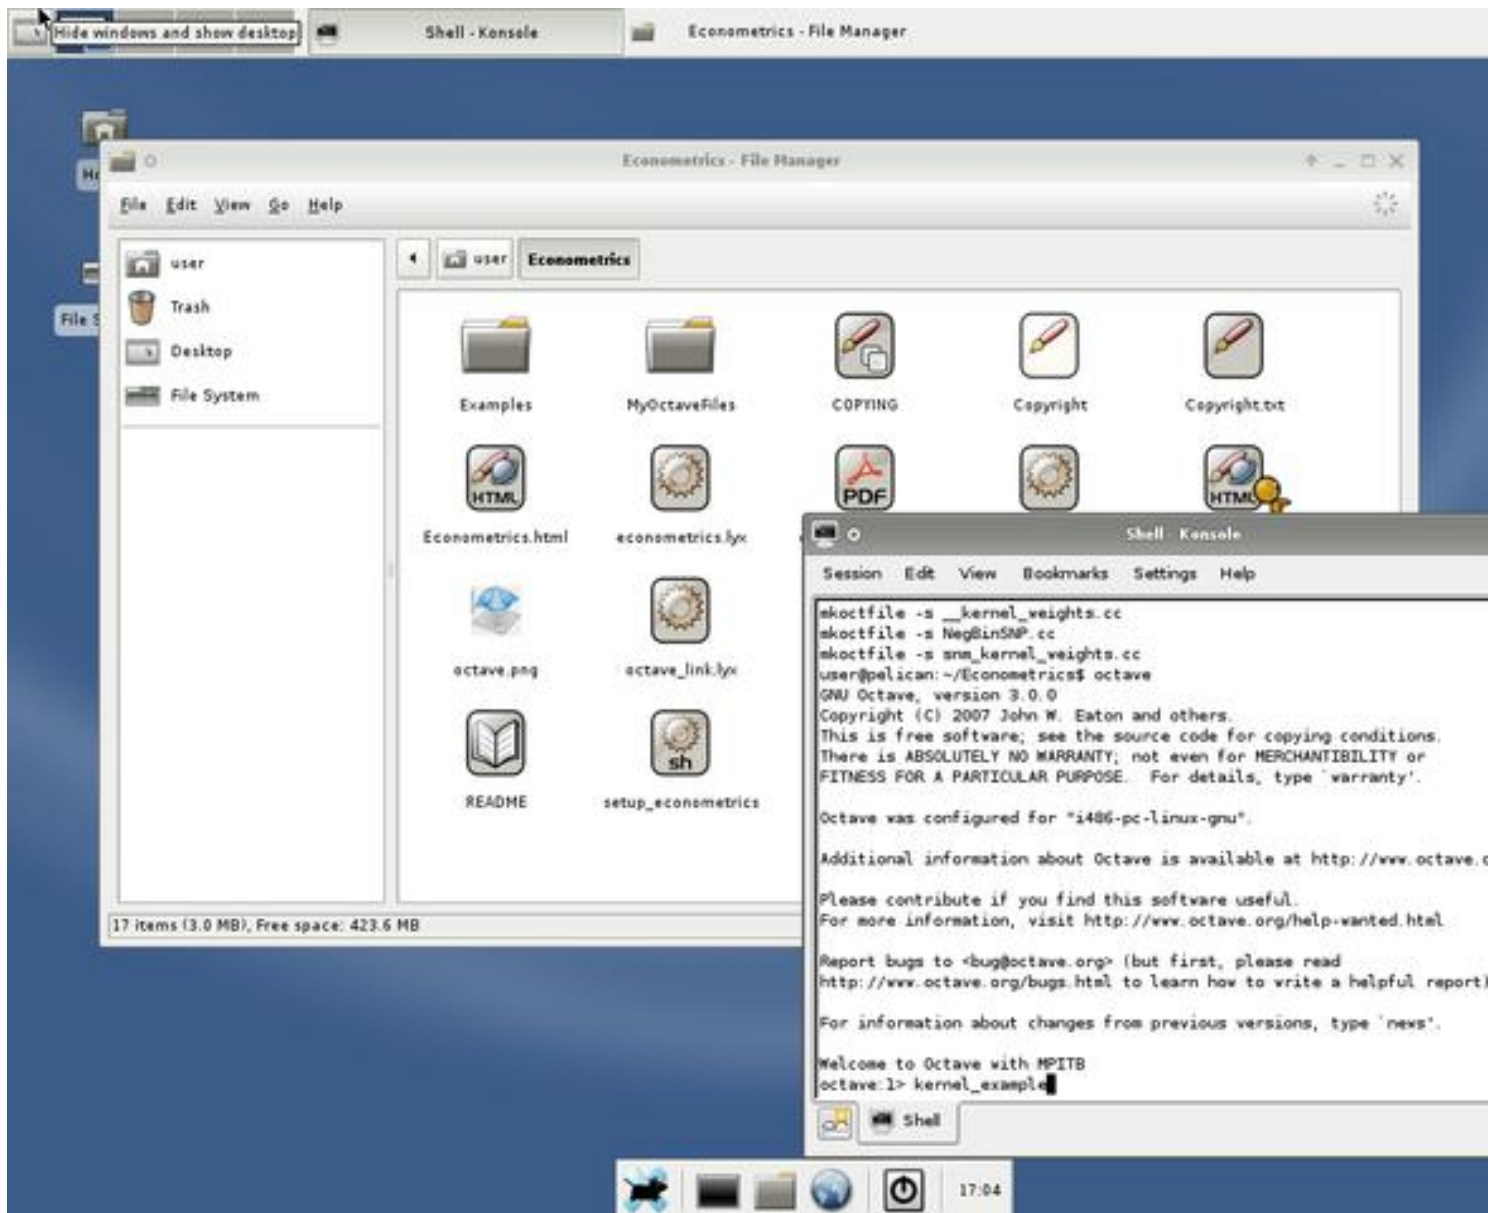 Hide windows and show desktop
Shell - Konsole
Econometrics - File Manager
Econometrics - File Manager
File Edit View Go Help
user
Trash
Desktop
File System
user Econometrics
File S
Examples MyOctaveFiles COPYING Copyright Copyright.txt
HTML PDF HTML
Econometrics.html econometrics.lyx
octave.png octave_link.lyx
sh
README setup_econometrics
17 items (3.0 MB), Free space: 423.6 MB
Shell - Konsole
Session Edit View Bookmarks Settings Help
mkoctfile -s __kernel_weights.cc
mkoctfile -s NegBinSNP.cc
mkoctfile -s snm_kernel_weights.cc
user@pelican:~/Econometrics$ octave
GNU Octave, version 3.0.0
Copyright (C) 2007 John W. Eaton and others.
This is free software; see the source code for copying conditions.
There is ABSOLUTELY NO WARRANTY; not even for MERCHANTIBILITY or
FITNESS FOR A PARTICULAR PURPOSE.  For details, type `warranty'.
Octave was configured for "i486-pc-linux-gnu".
Additional information about Octave is available at http://www.octave.o
Please contribute if you find this software useful.
For more information, visit http://www.octave.org/help-wanted.html
Report bugs to <bug@octave.org> (but first, please read
http://www.octave.org/bugs.html to learn how to write a helpful report)
For information about changes from previous versions, type `news'.
Welcome to Octave with MPITB
octave:1> kernel_example
Shell
17:04